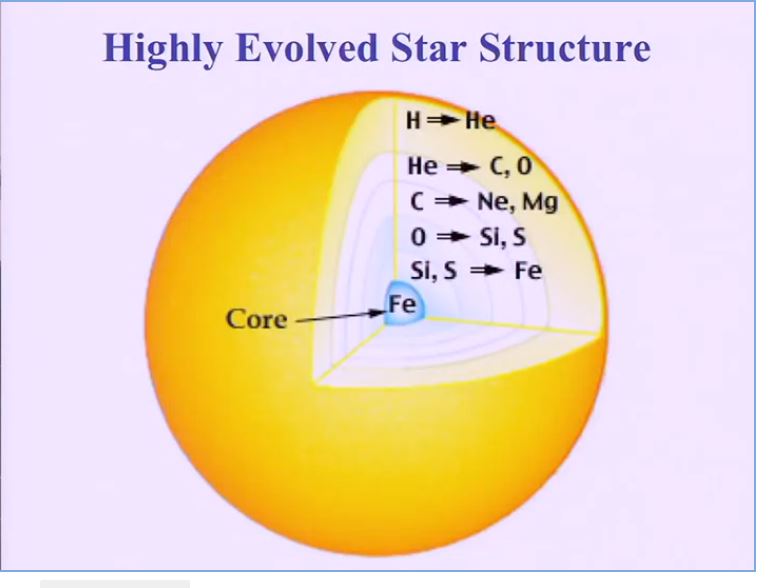 Highly Evolved Star Structure
H ⇒ He
He ⇒ C, O
C ⇒ Ne, Mg
O ⇒ Si, S
Si, S ⇒ Fe
Fe
Core